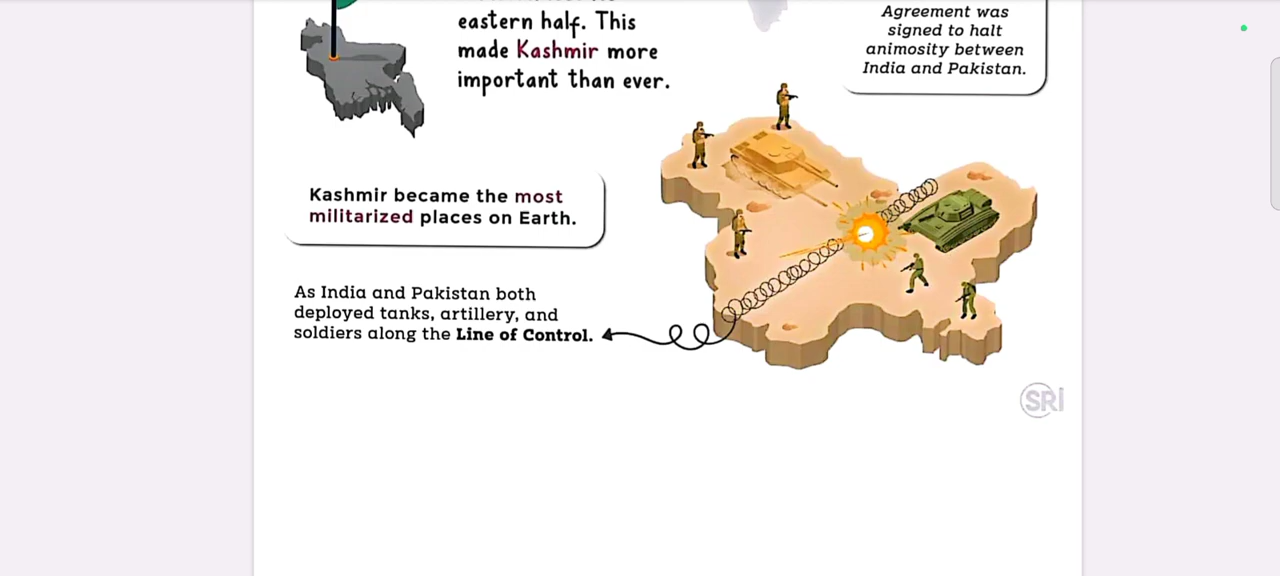 eastern half. This
made Kashmir more
important than ever.
Agreement was
signed to halt
animosity between
India and Pakistan.
Kashmir became the most
militarized places on Earth.
As India and Pakistan both
deployed tanks, artillery, and
soldiers along the Line of Control.
SRI